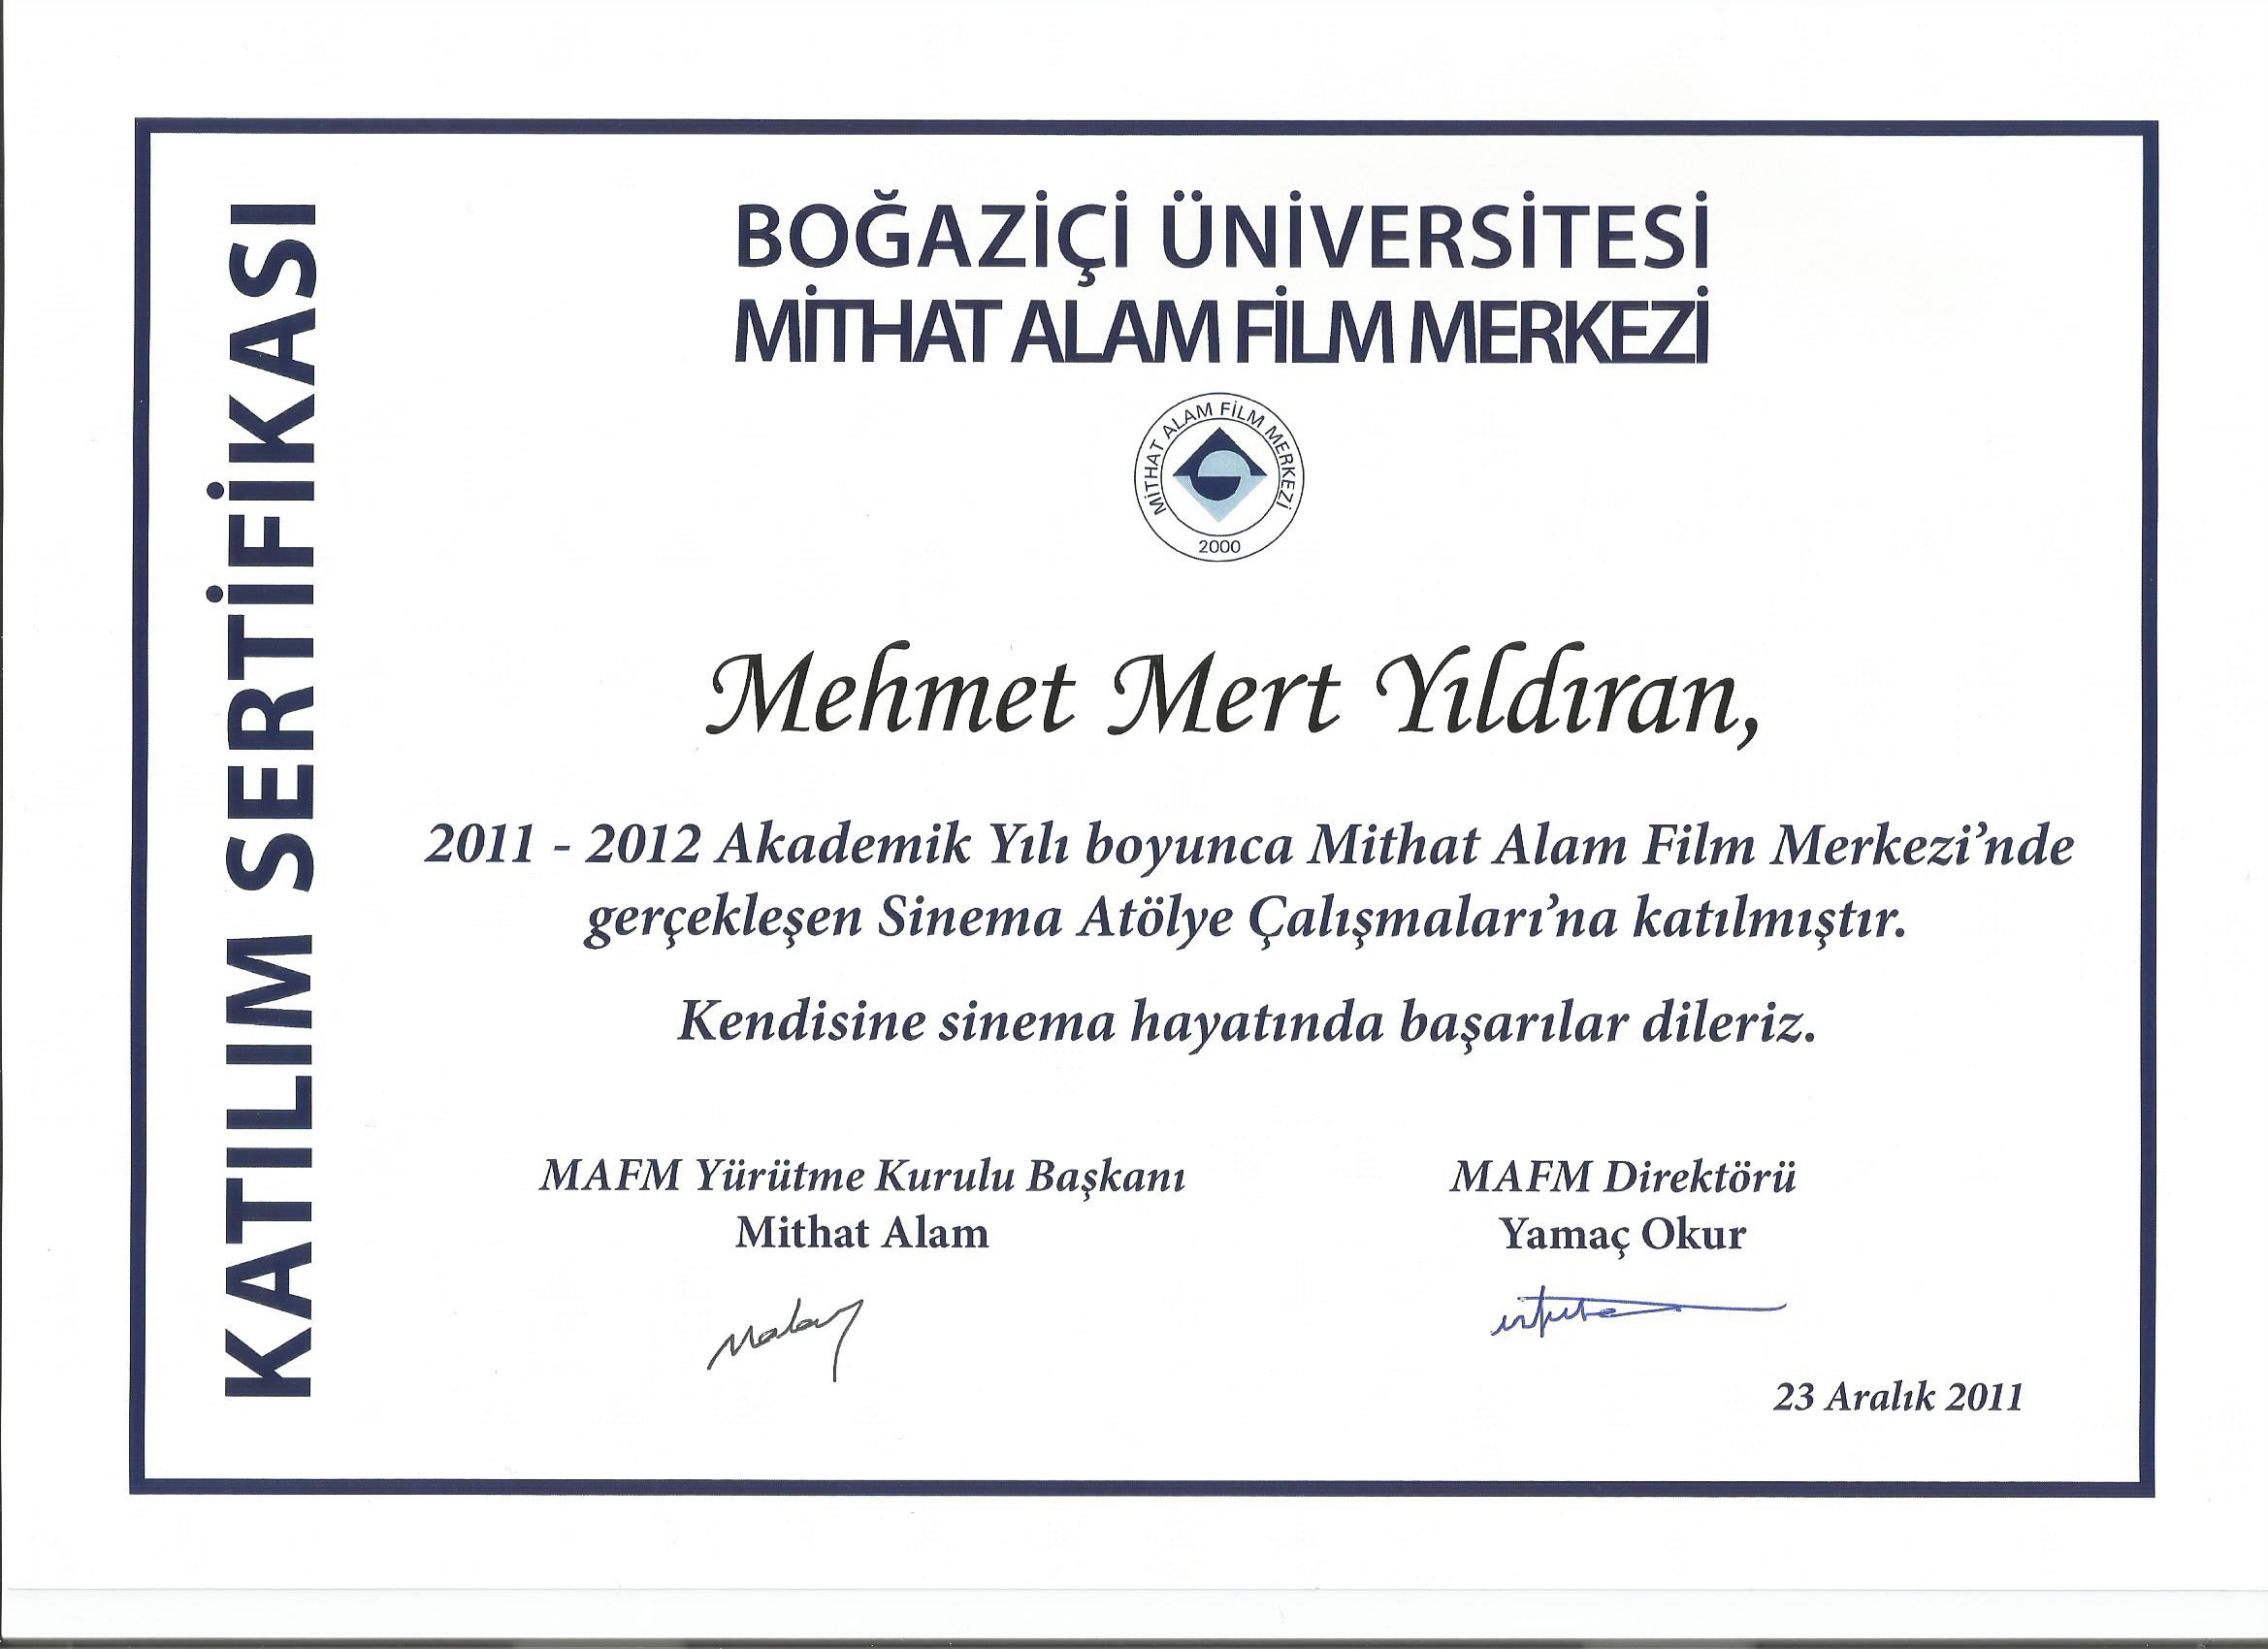 KATILIM SERTİFİKASI
BOĞAZİÇİ ÜNİVERSİTESİ
MİTHAT ALAM FİLM MERKEZİ
MİTHAT ALAM FİLM MERKEZİ
2000
Mehmet Mert Yıldıran,
2011 - 2012 Akademik Yılı boyunca Mithat Alam Film Merkezi’nde
gerçekleşen Sinema Atölye Çalışmaları’na katılmıştır.
Kendisine sinema hayatında başarılar dileriz.
MAFM Yürütme Kurulu Başkanı
Mithat Alam
MAFM Direktörü
Yamaç Okur
23 Aralık 2011